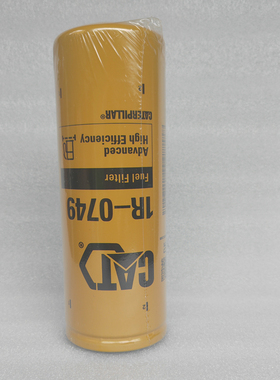 CAT
1R-0749
Fuel Filter
Advanced
High Efficiency
CATERPILLAR®